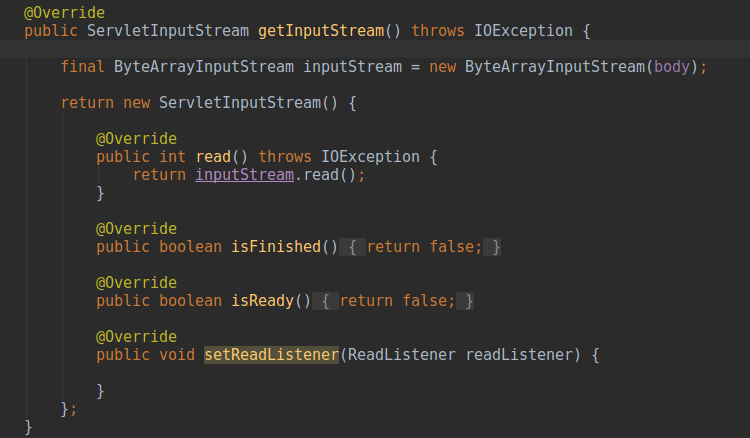 @Override
public ServletInputStream getInputStream() throws IOException {
final ByteArrayInputStream inputStream = new ByteArrayInputStream(body);
return new ServletInputStream() {
@Override
public int read() throws IOException {
return inputStream.read();
}
@Override
public boolean isFinished() { return false; }
@Override
public boolean isReady() { return false; }
@Override
public void setReadListener(ReadListener readListener) {
}
};
}